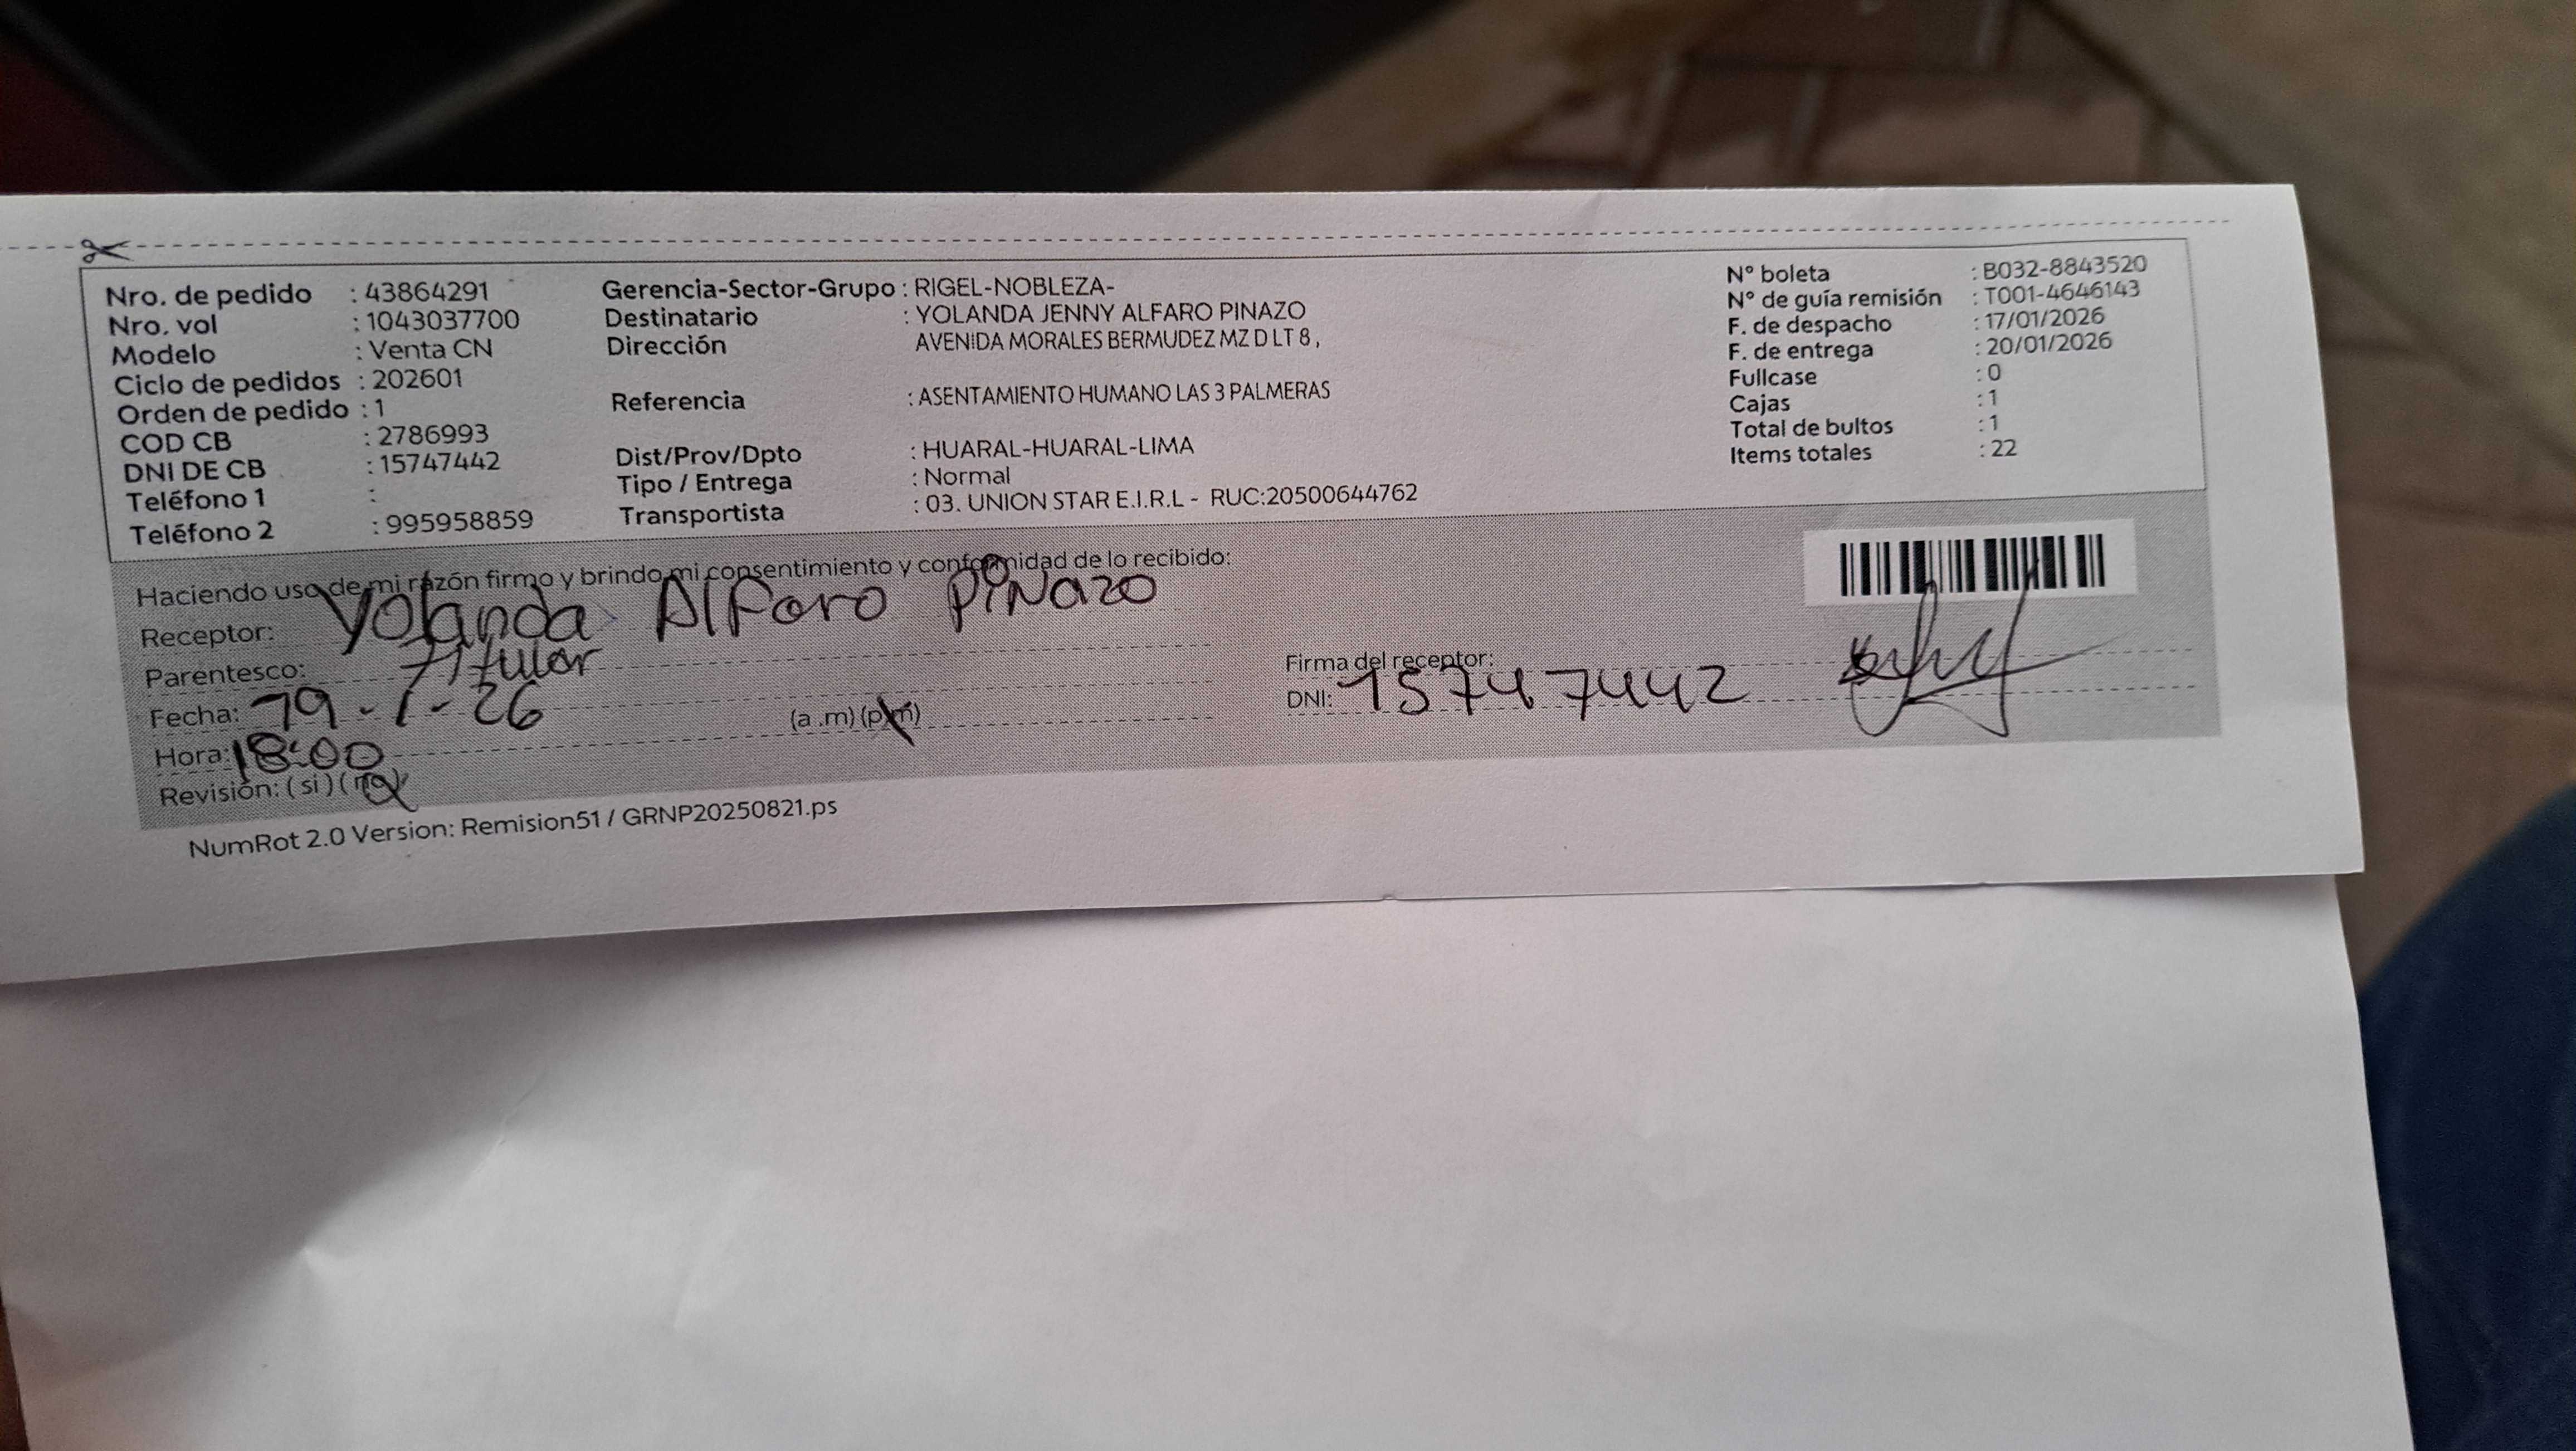 Nro. de pedido : 43864291
Nro. vol : 1043037700
Modelo : Venta CN
Ciclo de pedidos : 202601
Orden de pedido : 1
COD CB : 2786993
DNI DE CB : 15747442
Teléfono 1 :
Teléfono 2 : 995958859
Gerencia-Sector-Grupo : RIGEL-NOBLEZA-
Destinatario : YOLANDA JENNY ALFARO PINAZO
Dirección AVENIDA MORALES BERMUDEZ MZ D LT 8 ,
Referencia : ASENTAMIENTO HUMANO LAS 3 PALMERAS
Dist/Prov/Dpto : HUARAL-HUARAL-LIMA
Tipo / Entrega : Normal
Transportista : 03. UNION STAR E.I.R.L - RUC:20500644762
N° boleta : B032-8843520
N° de guía remisión : T001-4646143
F. de despacho : 17/01/2026
F. de entrega : 20/01/2026
Fullcase : 0
Cajas : 1
Total de bultos : 1
Items totales : 22
Haciendo uso de mi razón firmo y brindo mi consentimiento y conformidad de lo recibido:
Receptor: Yolanda Alfaro Pinazo
Parentesco: titular
Fecha: 19-1-26 (a .m) (p.m)
Hora: 18:00
Revisión: (si) (no)
Firma del receptor:
DNI: 15747442
NumRot 2.0 Version: Remision51 / GRNP20250821.ps